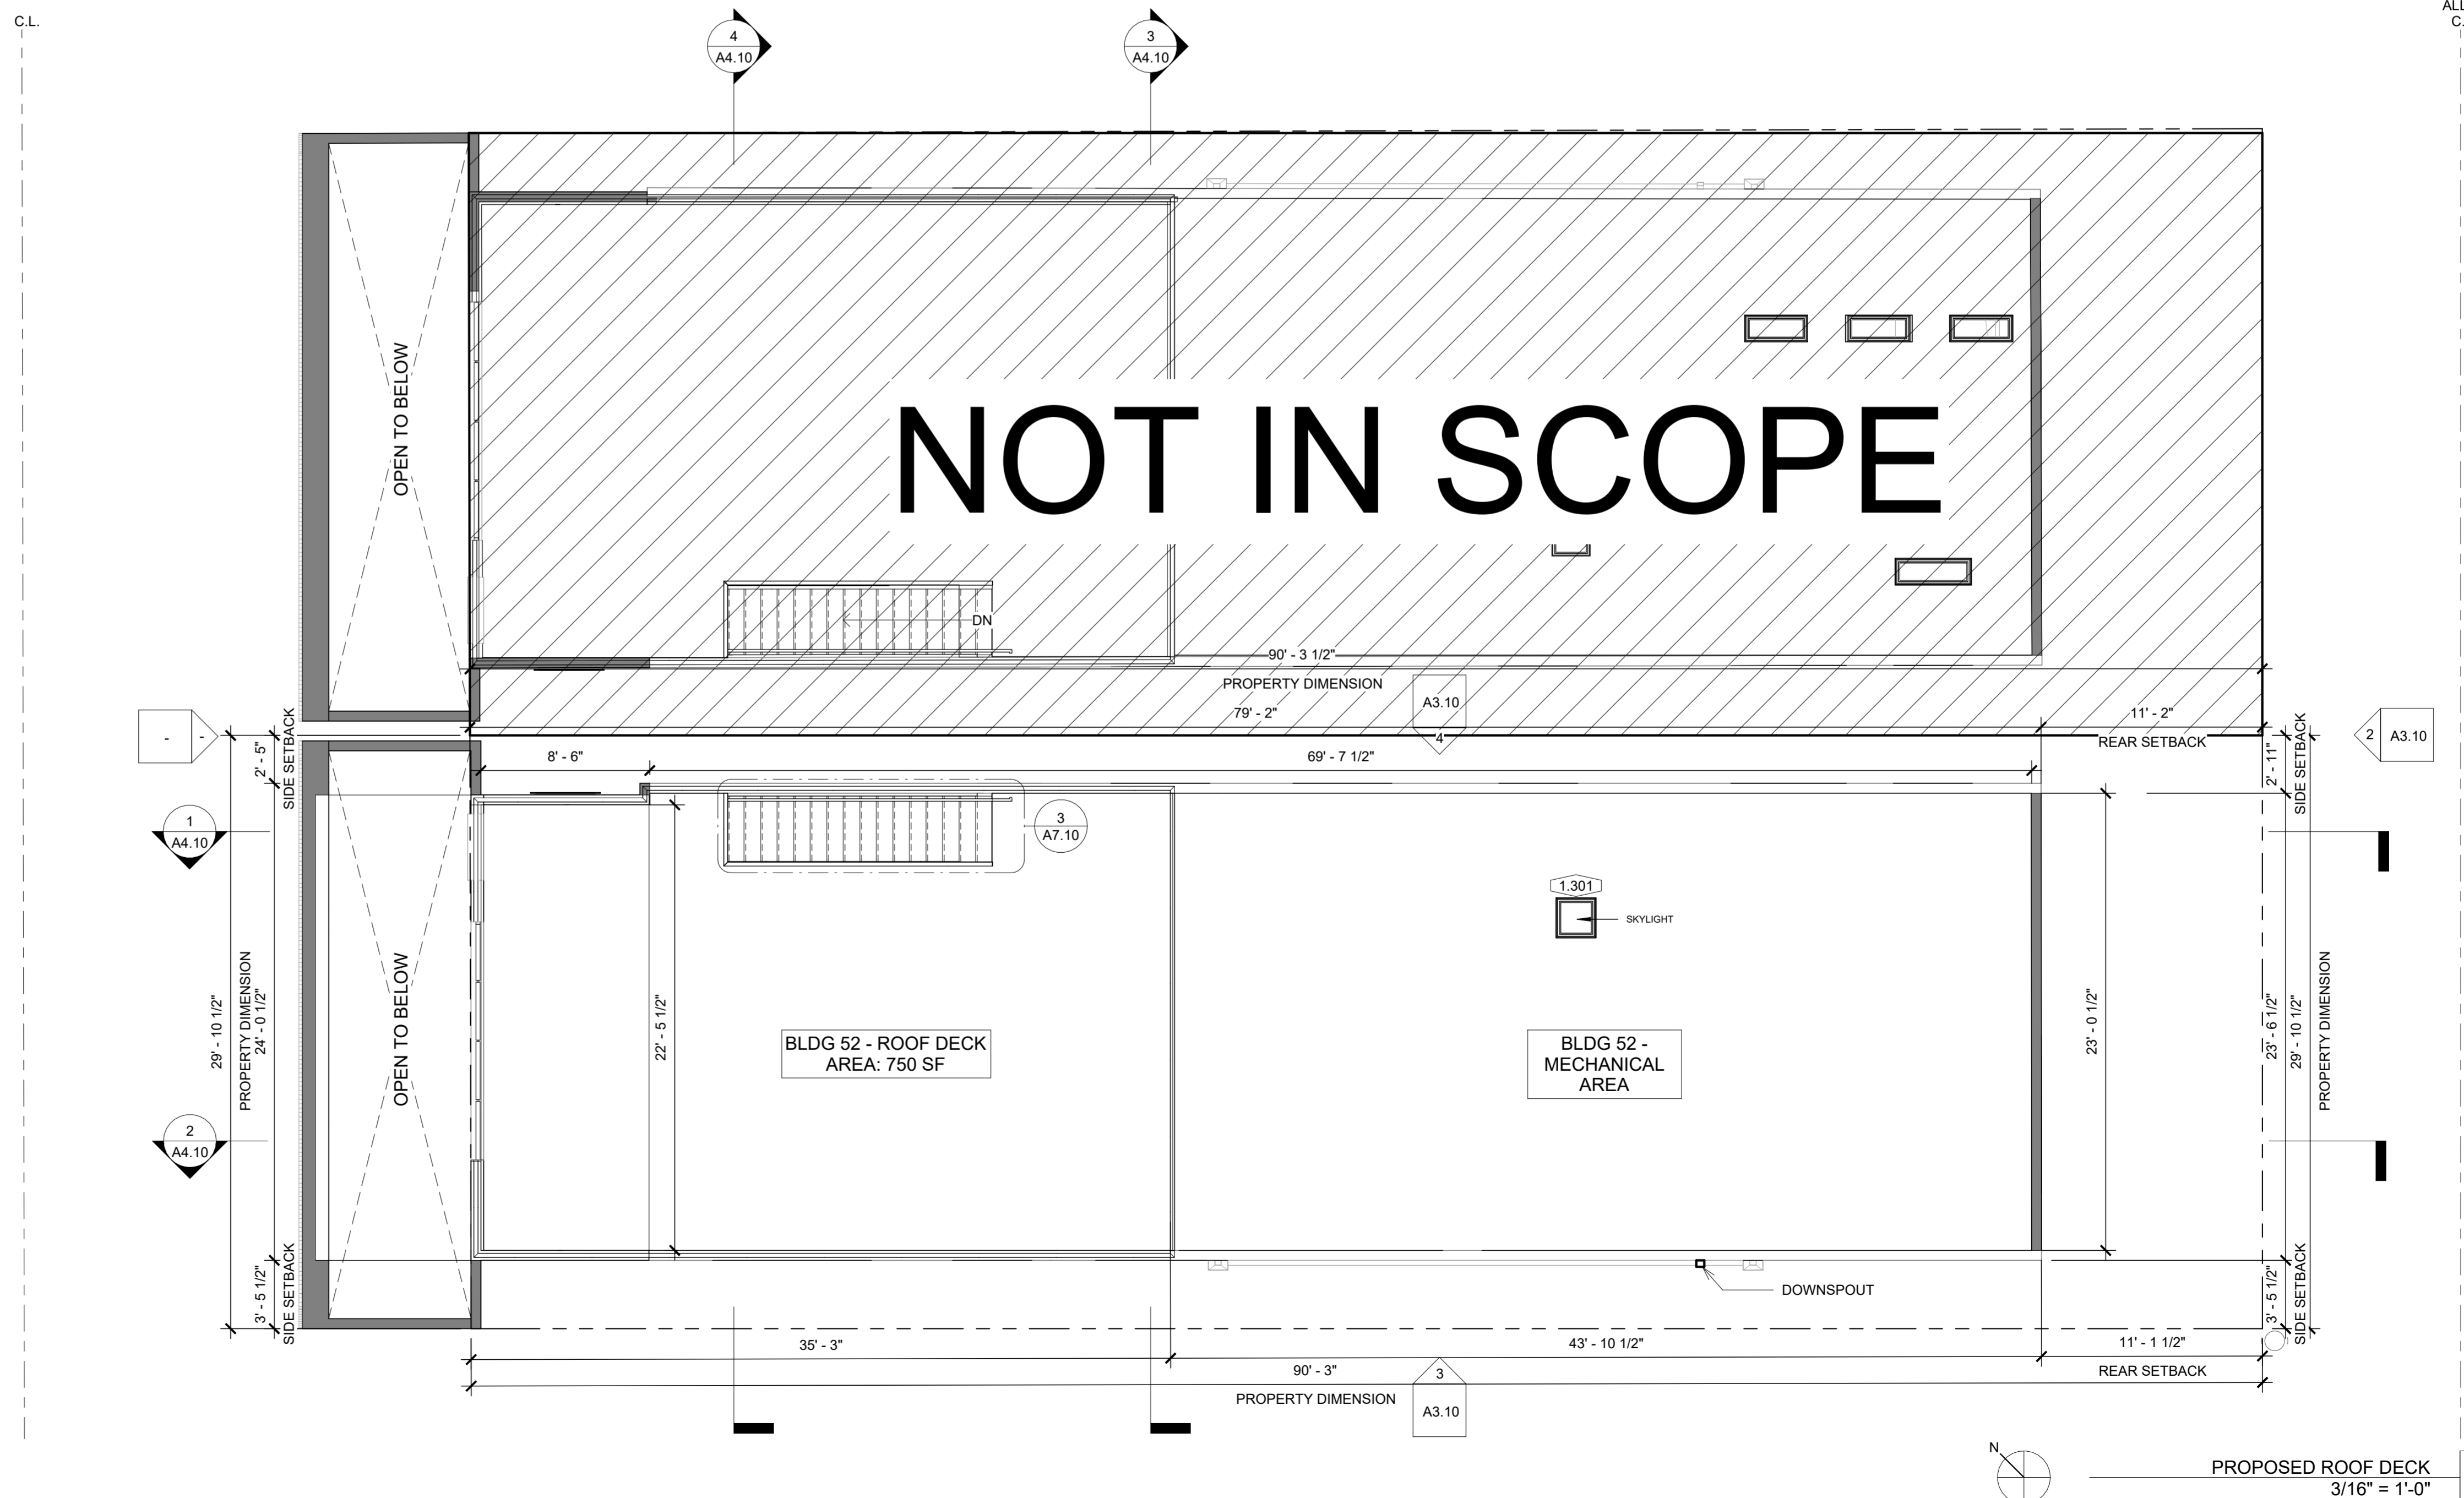 C.L.
4
A4.10
3
A4.10
OPEN TO BELOW
NOT IN SCOPE
DN
90' - 3 1/2"
PROPERTY DIMENSION
A3.10
4
79' - 2"
11' - 2"
REAR SETBACK
-
-
2' - 5"
SIDE SETBACK
8' - 6"
69' - 7 1/2"
2' - 11"
SIDE SETBACK
2
A3.10
1
A4.10
3
A7.10
1.301
SKYLIGHT
29' - 10 1/2"
PROPERTY DIMENSION
24' - 0 1/2"
OPEN TO BELOW
22' - 5 1/2"
BLDG 52 - ROOF DECK
AREA: 750 SF
BLDG 52 -
MECHANICAL
AREA
23' - 0 1/2"
23' - 6 1/2"
29' - 10 1/2"
PROPERTY DIMENSION
2
A4.10
3' - 5 1/2"
SIDE SETBACK
DOWNSPOUT
3' - 5 1/2"
SIDE SETBACK
35' - 3"
43' - 10 1/2"
11' - 1 1/2"
REAR SETBACK
90' - 3"
PROPERTY DIMENSION
3
A3.10
N
PROPOSED ROOF DECK
3/16" = 1'-0"